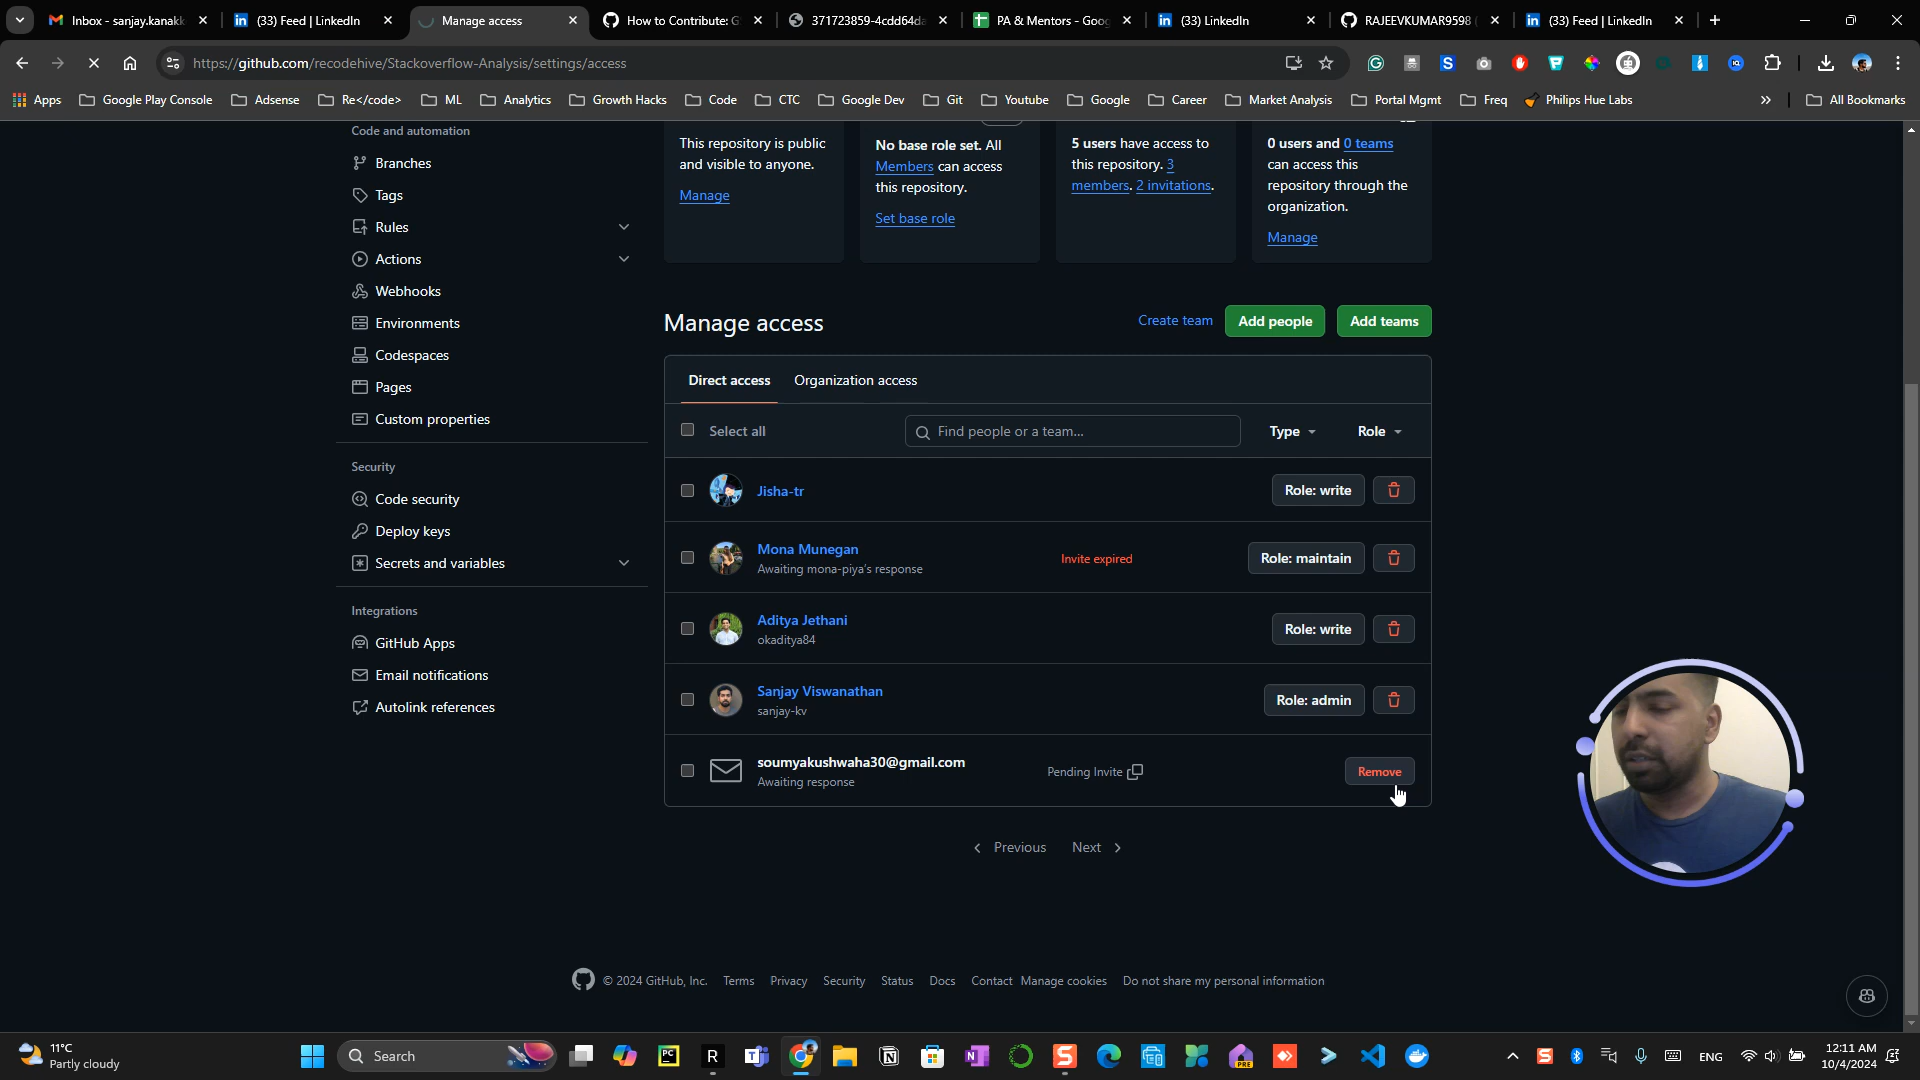 Inbox - sanjay.kanakk
(33) Feed | LinkedIn
Manage access
How to Contribute: G
371723859-4cdd64d
PA & Mentors - Goog
(33) LinkedIn
RAJEEVKUMAR9598
(33) Feed | LinkedIn
https://github.com/recodehive/Stackoverflow-Analysis/settings/access
Apps
Google Play Console
Adsense
Re</code>
ML
Analytics
Growth Hacks
Code
CTC
Google Dev
Git
Youtube
Google
Career
Market Analysis
Portal Mgmt
Freq
Philips Hue Labs
All Bookmarks
Code and automation
Branches
Tags
Rules
Actions
Webhooks
Environments
Codespaces
Pages
Custom properties
Security
Code security
Deploy keys
Secrets and variables
Integrations
GitHub Apps
Email notifications
Autolink references
This repository is public
and visible to anyone.
Manage
No base role set. All
Members can access
this repository.
Set base role
5 users have access to
this repository. 3
members. 2 invitations.
0 users and 0 teams
can access this
repository through the
organization.
Manage
Manage access
Create team
Add people
Add teams
Direct access
Organization access
Select all
Find people or a team...
Type
Role
Jisha-tr
Role: write
Mona Munegan
Awaiting mona-piya's response
Invite expired
Role: maintain
Aditya Jethani
okaditya84
Role: write
Sanjay Viswanathan
sanjay-kv
Role: admin
soumyakushwaha30@gmail.com
Awaiting response
Pending Invite
Remove
Previous
Next
© 2024 GitHub, Inc.
Terms
Privacy
Security
Status
Docs
Contact
Manage cookies
Do not share my personal information
11°C
Partly cloudy
Search
ENG
12:11 AM
10/4/2024